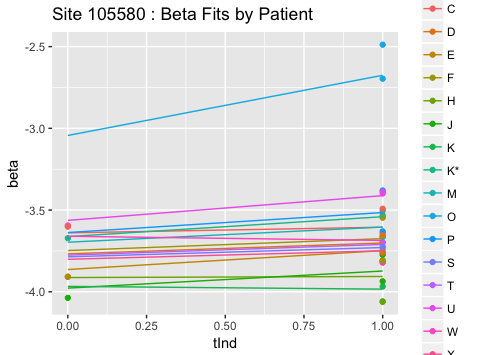 Site 105580 : Beta Fits by Patient
beta
-2.5
-3.0
-3.5
-4.0
0.00 0.25 0.50 0.75 1.00
tInd
C
D
E
F
H
J
K
K*
M
O
P
S
T
U
W